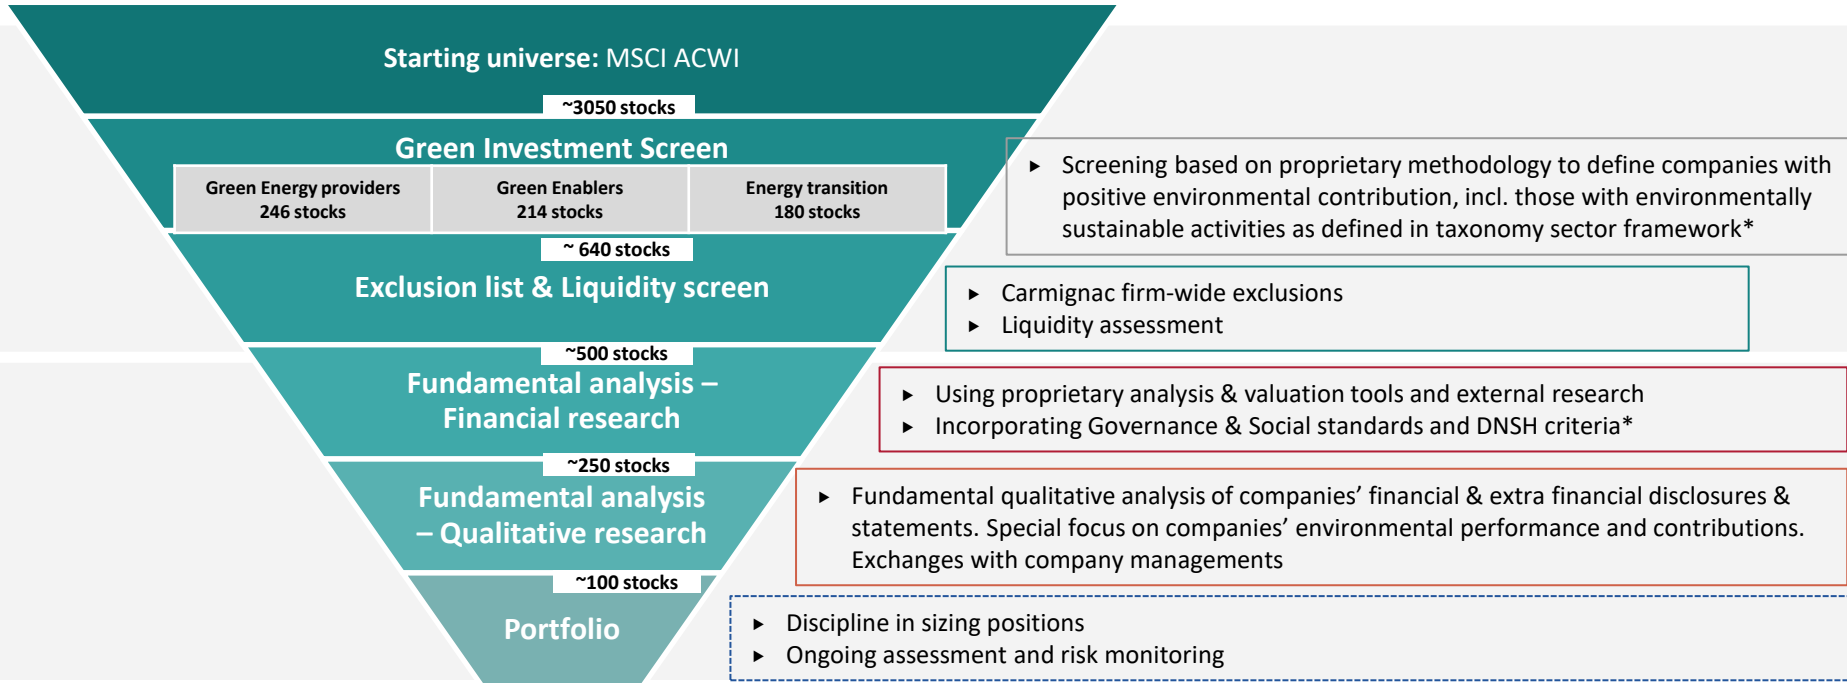 Starting universe: MSCI ACWI
~3050 stocks
Green Investment Screen
Green Energy providers
246 stocks
Green Enablers
214 stocks
Energy transition
180 stocks
► Screening based on proprietary methodology to define companies with
positive environmental contribution, incl. those with environmentally
sustainable activities as defined in taxonomy sector framework*
~ 640 stocks
Exclusion list & Liquidity screen
► Carmignac firm-wide exclusions
► Liquidity assessment
~500 stocks
Fundamental analysis –
Financial research
► Using proprietary analysis & valuation tools and external research
► Incorporating Governance & Social standards and DNSH criteria*
~250 stocks
Fundamental analysis
– Qualitative research
► Fundamental qualitative analysis of companies’ financial & extra financial disclosures &
statements. Special focus on companies’ environmental performance and contributions.
Exchanges with company managements
~100 stocks
Portfolio
► Discipline in sizing positions
► Ongoing assessment and risk monitoring